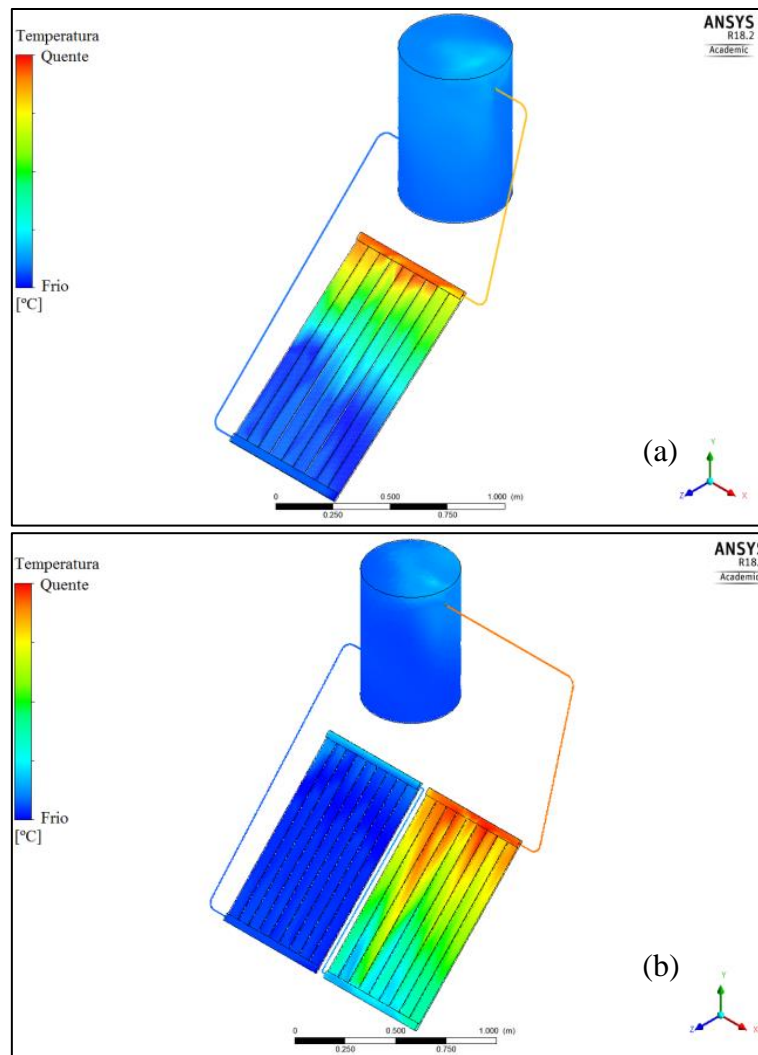 ANSYS
R18.2
Academic
Temperatura
Quente
Frio
[ºC]
(a)
Y
Z
X
0
0.500
1.000 (m)
0.250
0.750
ANSYS
R18.
Academic
Temperatura
Quente
Frio
[ºC]
(b)
Y
Z
X
0
0.500
1.000 (m)
0.250
0.750